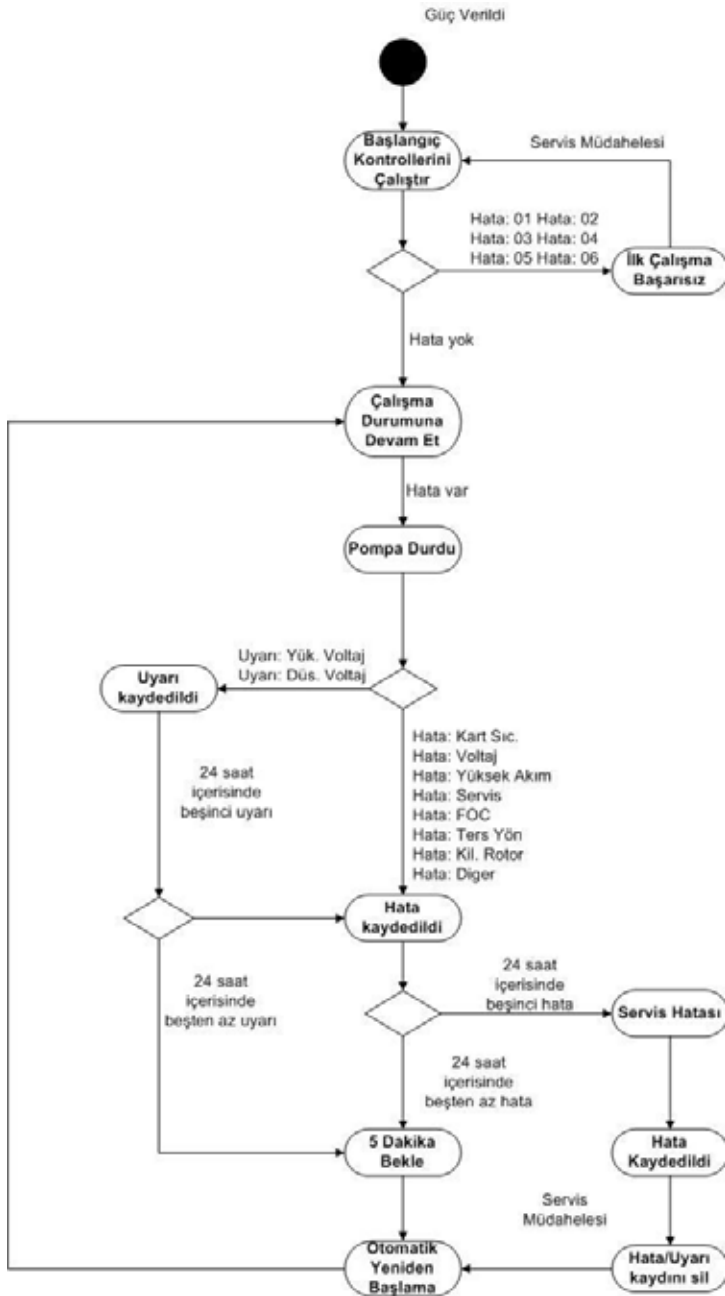 Güç Verildi
Başlangıç
Kontrollerini
Çalıştır
Servis Müdahelesi
Hata: 01 Hata: 02
Hata: 03 Hata: 04
Hata: 05 Hata: 06
İlk Çalışma
Başarısız
Hata yok
Çalışma
Durumuna
Devam Et
Hata var
Pompa Durdu
Uyarı: Yük. Voltaj
Uyarı: Düs. Voltaj
Uyarı
kaydedildi
24 saat
içerisinde
beşinci uyarı
Hata: Kart Sıc.
Hata: Voltaj
Hata: Yüksek Akım
Hata: Servis
Hata: FOC
Hata: Ters Yön
Hata: Kil. Rotor
Hata: Diger
Hata
kaydedildi
24 saat
içerisinde
beşten az uyarı
24 saat
içerisinde
beşinci hata
Servis Hatası
24 saat
içerisinde
beşten az hata
5 Dakika
Bekle
Hata
Kaydedildi
Servis
Müdahelesi
Otomatik
Yeniden
Başlama
Hata/Uyarı
kaydını sil